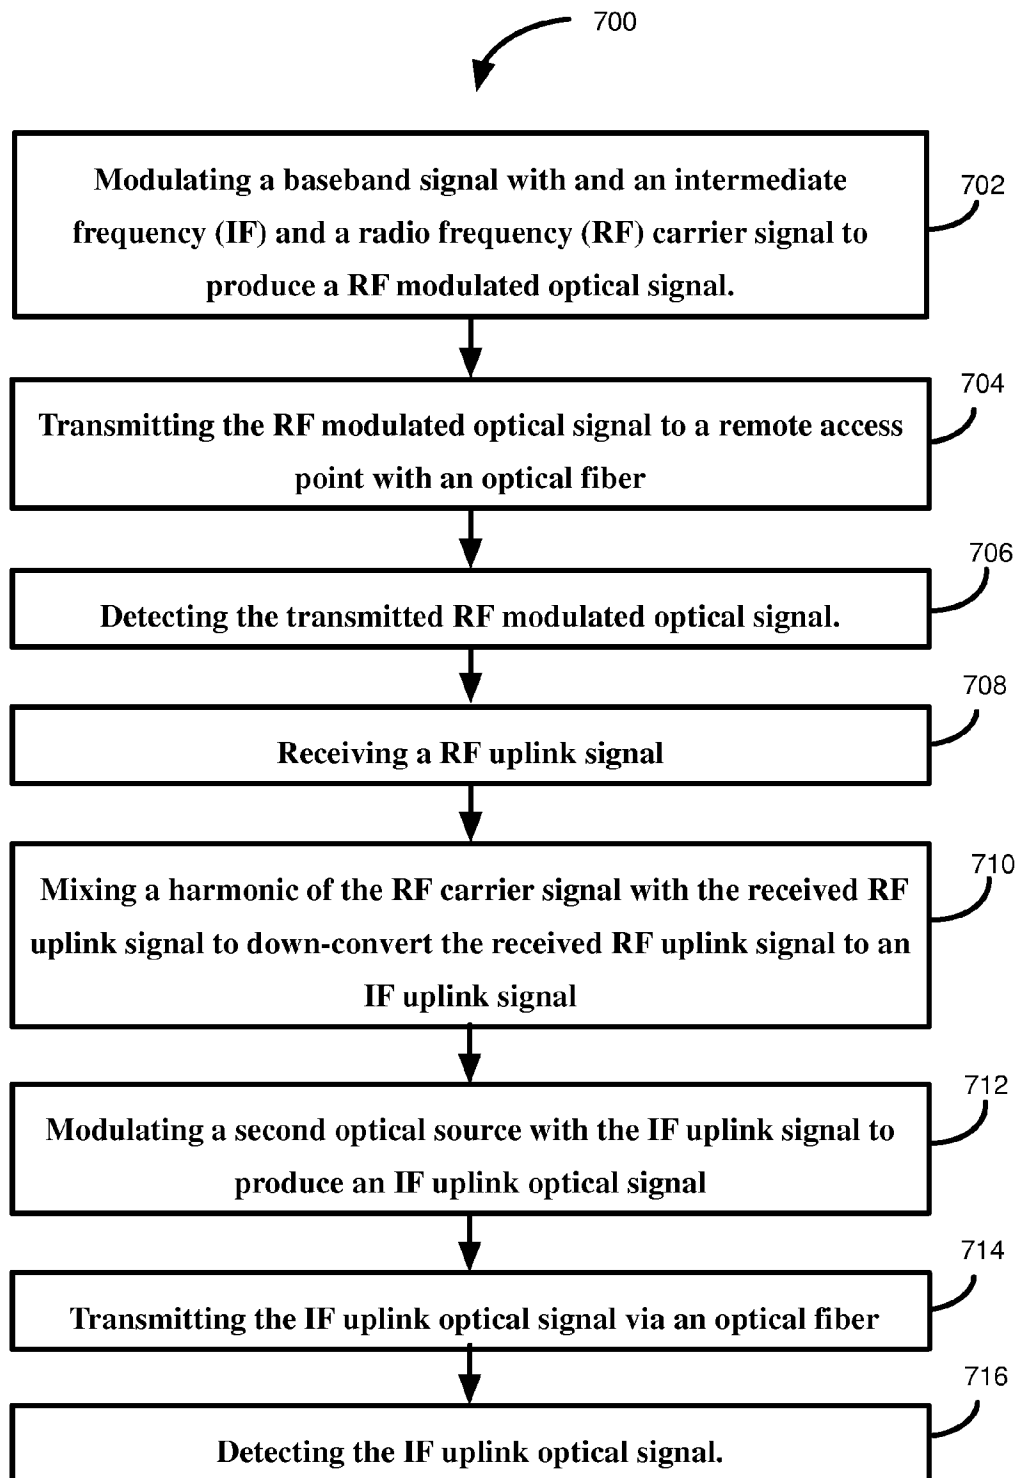 700
Modulating a baseband signal with and an intermediate
frequency (IF) and a radio frequency (RF) carrier signal to
produce a RF modulated optical signal.
702
Transmitting the RF modulated optical signal to a remote access
point with an optical fiber
704
Detecting the transmitted RF modulated optical signal.
706
Receiving a RF uplink signal
708
Mixing a harmonic of the RF carrier signal with the received RF
uplink signal to down-convert the received RF uplink signal to an
IF uplink signal
710
Modulating a second optical source with the IF uplink signal to
produce an IF uplink optical signal
712
Transmitting the IF uplink optical signal via an optical fiber
714
Detecting the IF uplink optical signal.
716